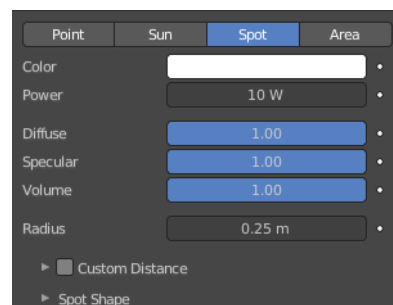 Point Sun Spot Area
Color
Power 10 W
Diffuse 1.00
Specular 1.00
Volume 1.00
Radius 0.25 m
Custom Distance
Spot Shape